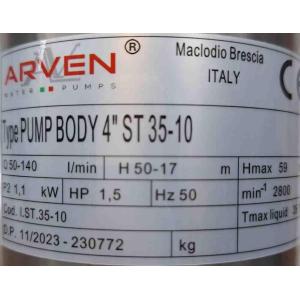 ARVEN
WATER PUMPS
Maclodio Brescia
ITALY
Type PUMP BODY 4" ST 35-10
Q 50-140 l/min H 50-17 m Hmax 59
P2 1,1 kW HP 1,5 Hz 50 min⁻¹ 2800
Cod. I.ST.35-10 Tmax liquid
D.P. 11/2023 - 230772 kg